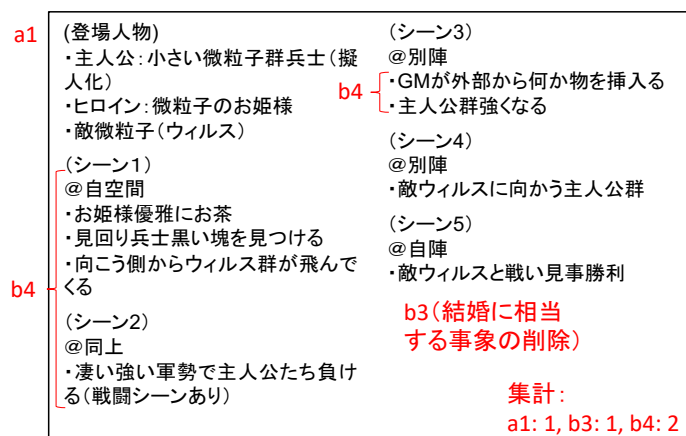 a1
(登場人物)
・主人公：小さい微粒子群兵士（擬
人化）
・ヒロイン：微粒子のお姫様
・敵微粒子（ウィルス）
b4
（シーン１）
＠自空間
・お姫様優雅にお茶
・見回り兵士黒い塊を見つける
・向こう側からウィルス群が飛んで
くる
（シーン２）
＠同上
・凄い強い軍勢で主人公たち負け
る（戦闘シーンあり）
（シーン３）
＠別陣
b4
・GMが外部から何か物を挿入る
・主人公群強くなる
（シーン４）
＠別陣
・敵ウィルスに向かう主人公群
（シーン５）
＠自陣
・敵ウィルスと戦い見事勝利
b3（結婚に相当
する事象の削除）
集計：
a1: 1, b3: 1, b4: 2